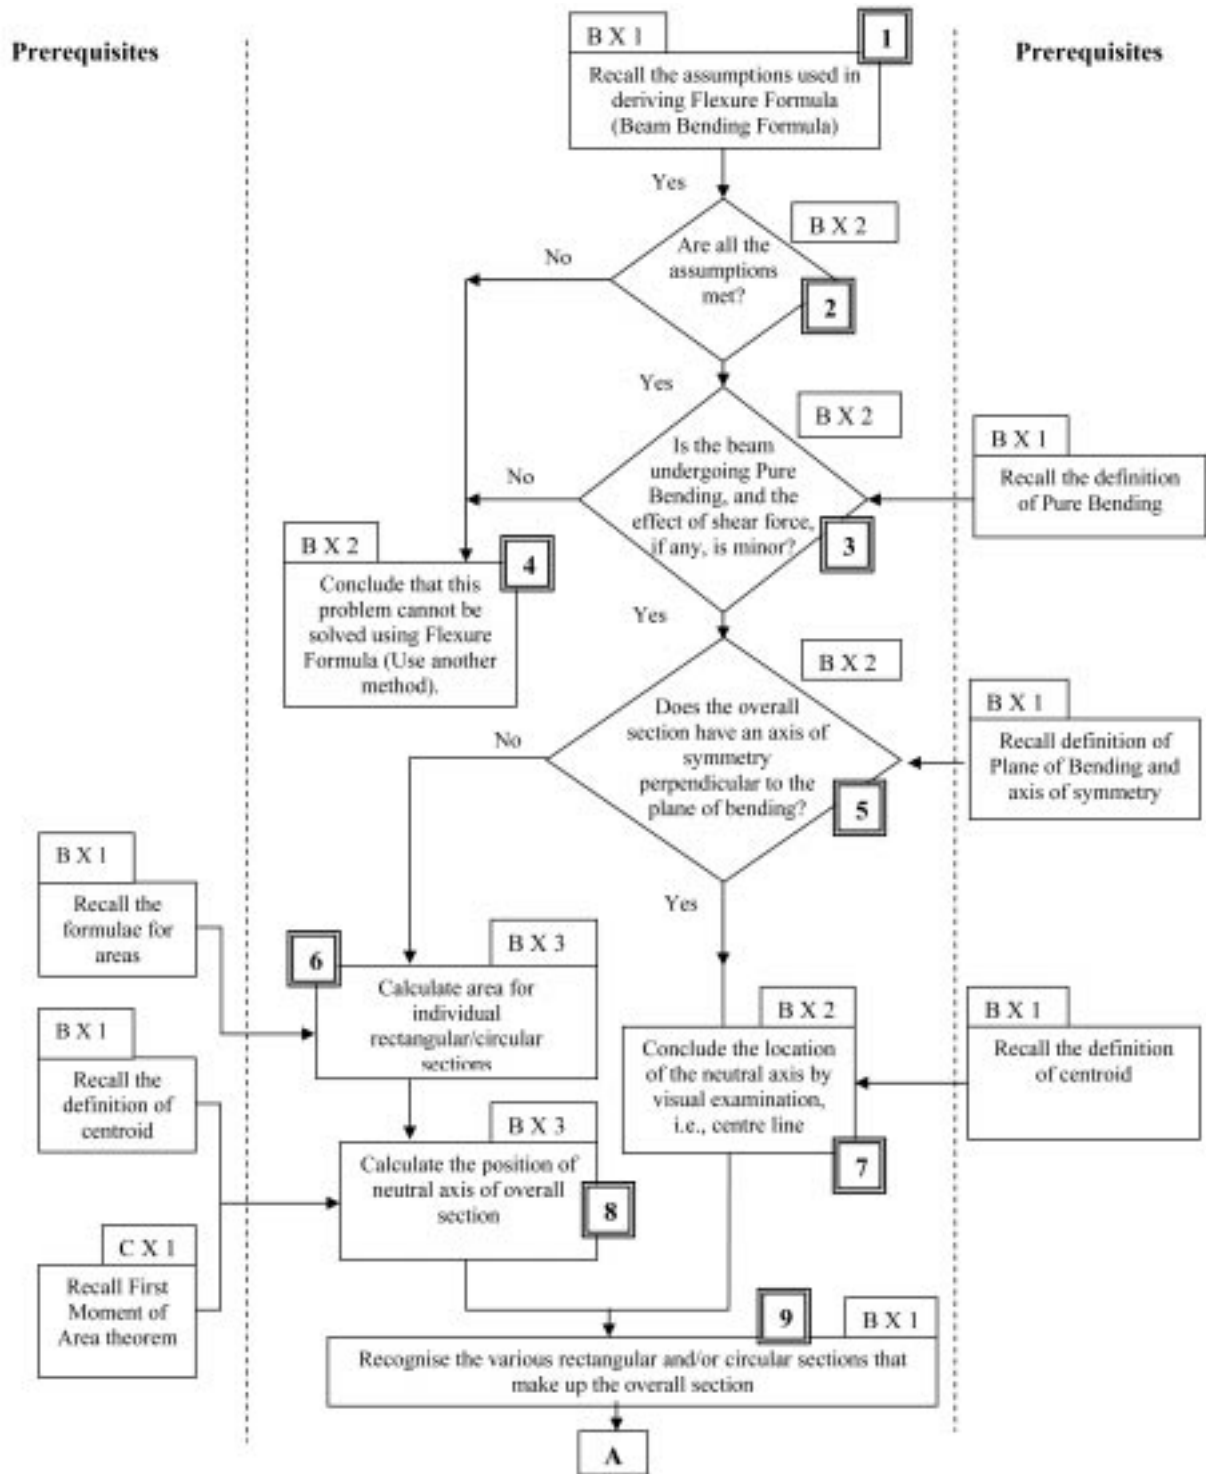 Prerequisites
Prerequisites
B X 1
1
Recall the assumptions used in
deriving Flexure Formula
(Beam Bending Formula)
Yes
B X 2
Are all the
assumptions
met?
2
No
Yes
B X 2
Is the beam
undergoing Pure
Bending, and the
effect of shear force,
if any, is minor?
3
No
B X 1
Recall the definition
of Pure Bending
B X 2
4
Conclude that this
problem cannot be
solved using Flexure
Formula (Use another
method).
Yes
B X 2
Does the overall
section have an axis of
symmetry
perpendicular to the
plane of bending?
5
No
B X 1
Recall definition of
Plane of Bending and
axis of symmetry
Yes
B X 1
Recall the
formulae for
areas
6
B X 3
Calculate area for
individual
rectangular/circular
sections
B X 2
Conclude the location
of the neutral axis by
visual examination,
i.e., centre line
7
B X 1
Recall the definition
of centroid
B X 1
Recall the
definition of
centroid
B X 3
Calculate the position of
neutral axis of overall
section
8
C X 1
Recall First
Moment of
Area theorem
9
B X 1
Recognise the various rectangular and/or circular sections that
make up the overall section
A